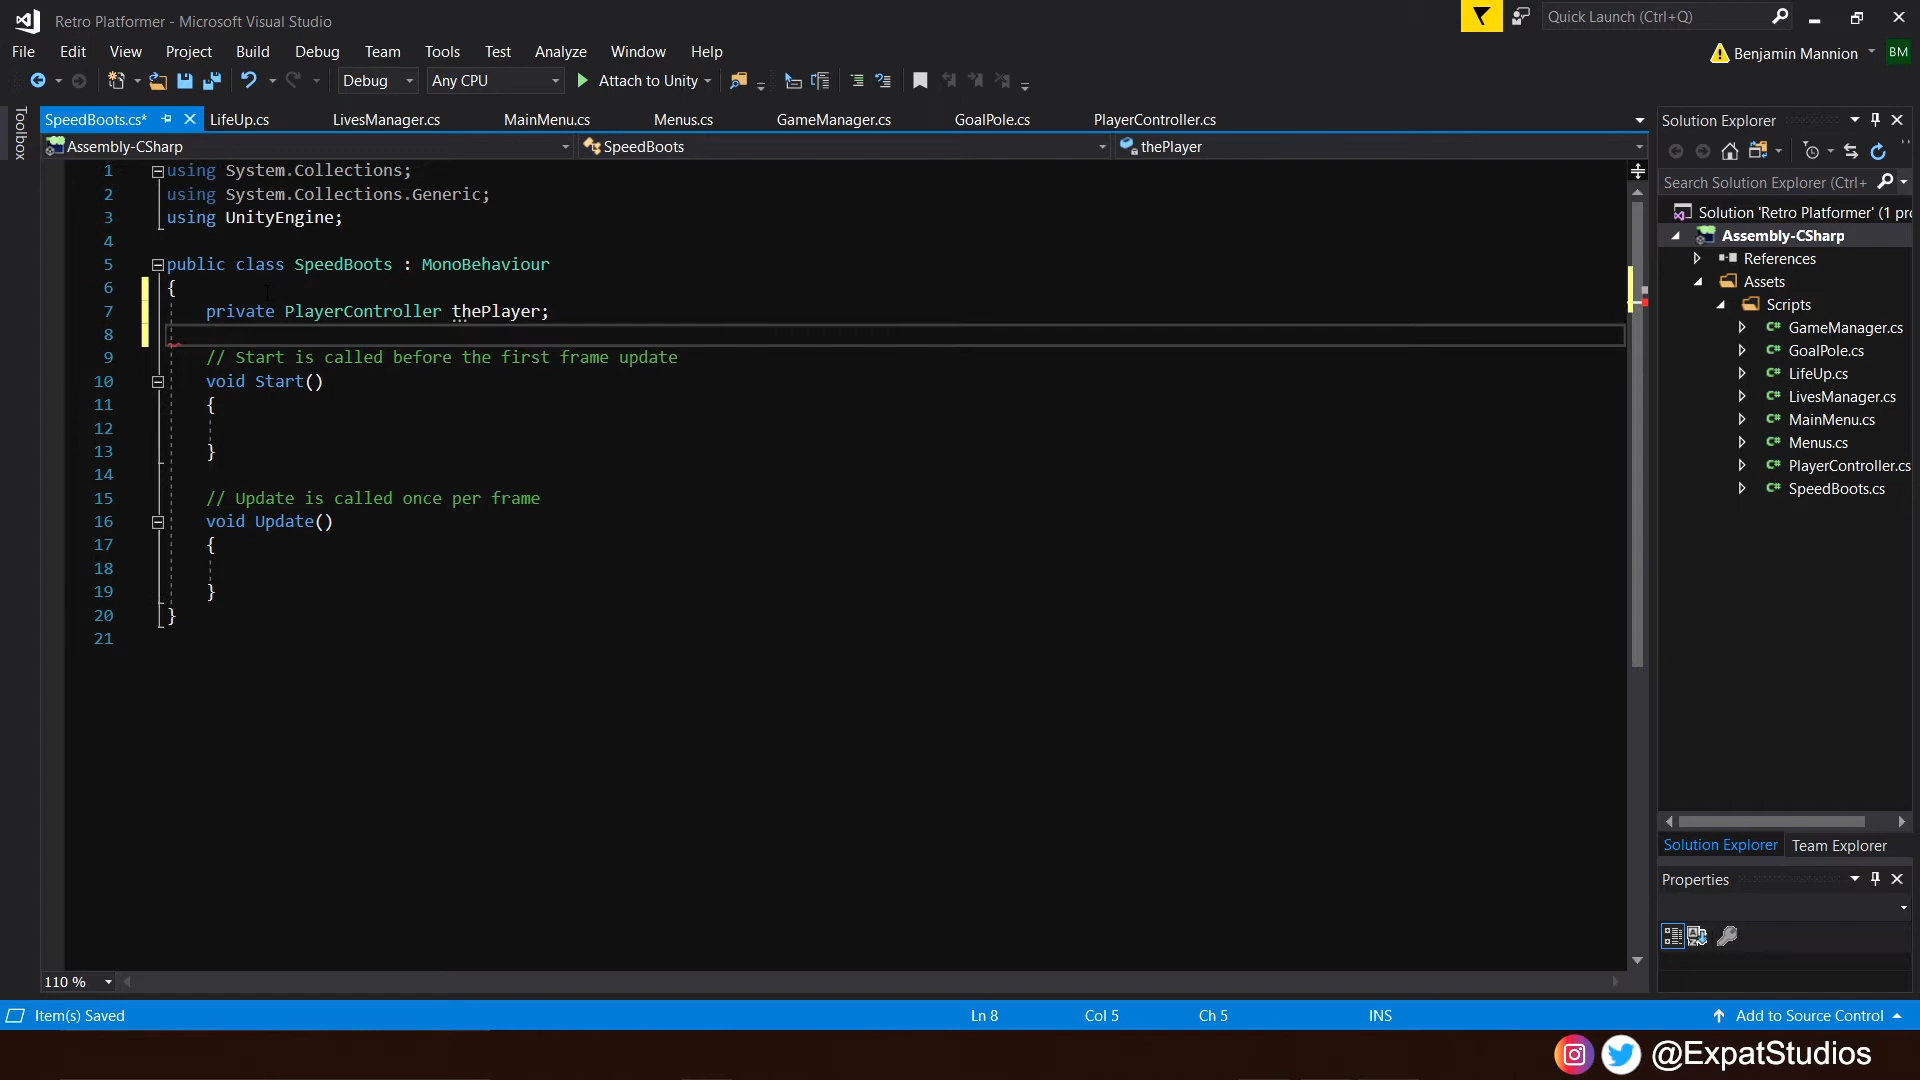 Retro Platformer - Microsoft Visual Studio
Quick Launch (Ctrl+Q)
File Edit View Project Build Debug Team Tools Test Analyze Window Help
Benjamin Mannion BM
Debug Any CPU Attach to Unity
Toolbox
SpeedBoots.cs* LifeUp.cs LivesManager.cs MainMenu.cs Menus.cs GameManager.cs GoalPole.cs PlayerController.cs
Assembly-CSharp SpeedBoots thePlayer
1 using System.Collections;
2 using System.Collections.Generic;
3 using UnityEngine;
4
5 public class SpeedBoots : MonoBehaviour
6 {
7 private PlayerController thePlayer;
8
9 // Start is called before the first frame update
10 void Start()
11 {
12
13 }
14
15 // Update is called once per frame
16 void Update()
17 {
18
19 }
20 }
21
110 %
Solution Explorer
Search Solution Explorer (Ctrl+
Solution 'Retro Platformer' (1 pro
Assembly-CSharp
References
Assets
Scripts
C# GameManager.cs
C# GoalPole.cs
C# LifeUp.cs
C# LivesManager.cs
C# MainMenu.cs
C# Menus.cs
C# PlayerController.cs
C# SpeedBoots.cs
Solution Explorer Team Explorer
Properties
Item(s) Saved Ln 8 Col 5 Ch 5 INS Add to Source Control
@ExpatStudios